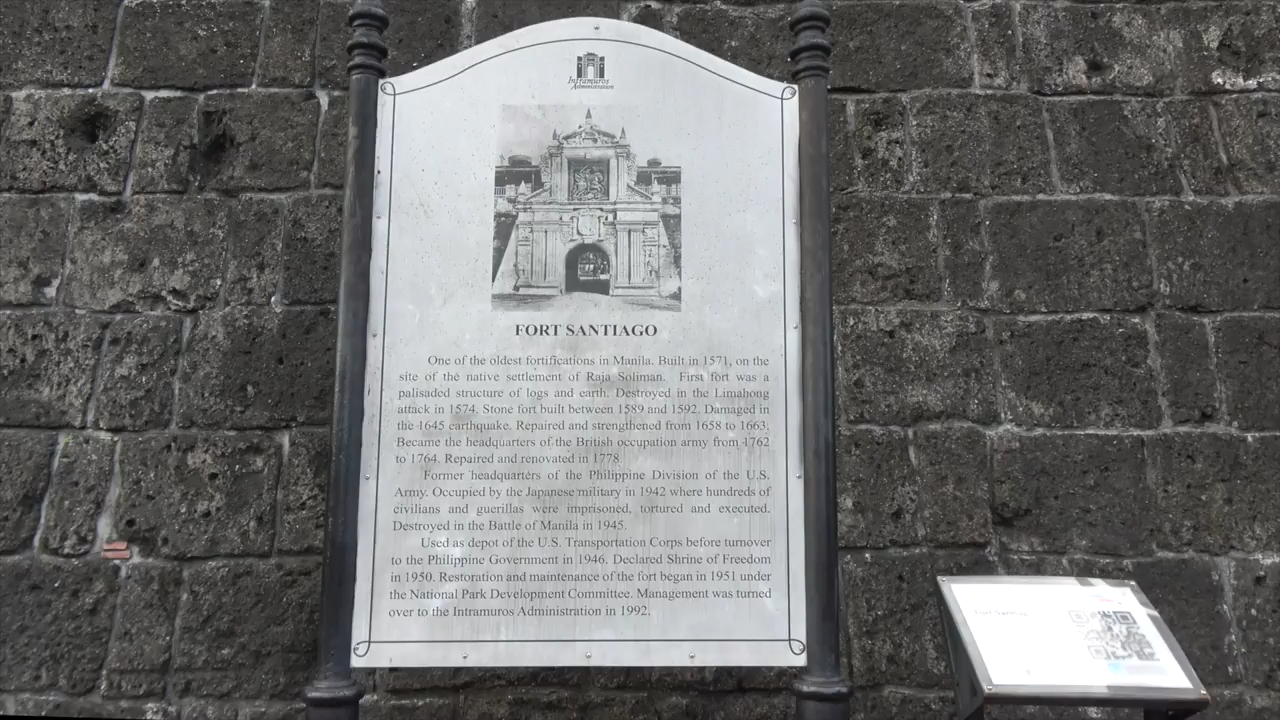 Intramuros
Administration
FORT SANTIAGO
One of the oldest fortifications in Manila. Built in 1571, on the
site of the native settlement of Raja Soliman. First fort was a
palisaded structure of logs and earth. Destroyed in the Limahong
attack in 1574. Stone fort built between 1589 and 1592. Damaged in
the 1645 earthquake. Repaired and strengthened from 1658 to 1663.
Became the headquarters of the British occupation army from 1762
to 1764. Repaired and renovated in 1778.
Former headquarters of the Philippine Division of the U.S.
Army. Occupied by the Japanese military in 1942 where hundreds of
civilians and guerillas were imprisoned, tortured and executed.
Destroyed in the Battle of Manila in 1945.
Used as depot of the U.S. Transportation Corps before turnover
to the Philippine Government in 1946. Declared Shrine of Freedom
in 1950. Restoration and maintenance of the fort began in 1951 under
the National Park Development Committee. Management was turned
over to the Intramuros Administration in 1992.